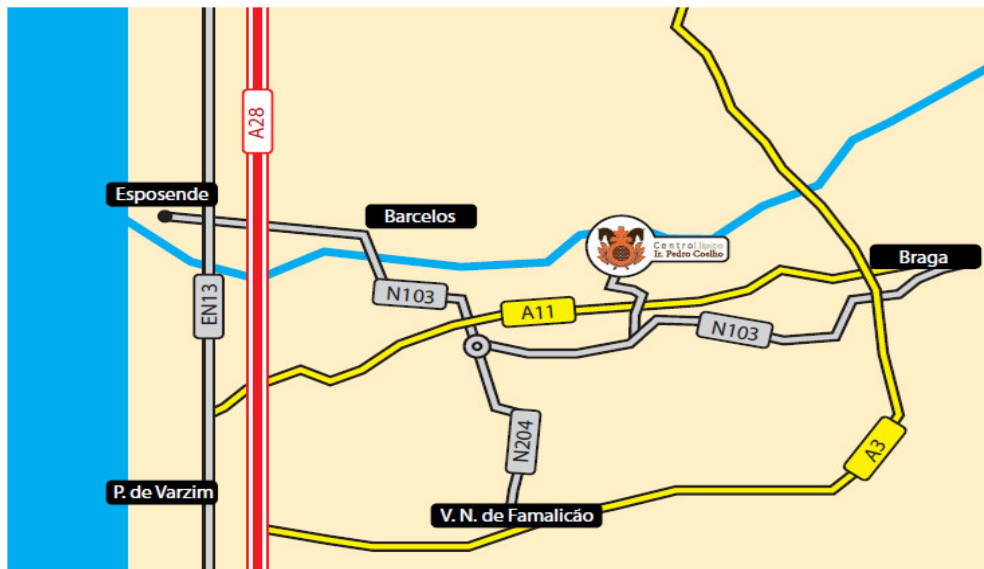 A28
Esposende
Barcelos
Centro Hípico
Ir. Pedro Coelho
Braga
EN13
N103
A11
N103
N204
A3
P. de Varzim
V. N. de Famalicão